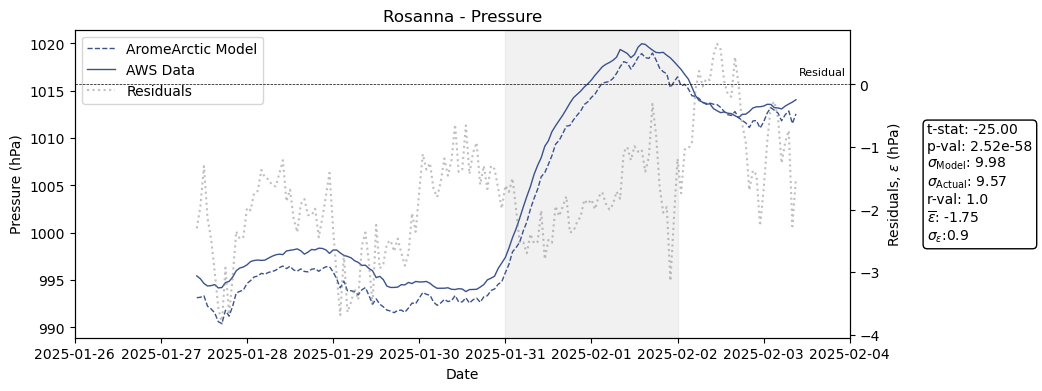 Rosanna - Pressure
AromeArctic Model
AWS Data
Residuals
Residual
1020
1015
1010
1005
1000
995
990
Pressure (hPa)
0
−1
−2
−3
−4
Residuals, ε (hPa)
2025-01-26 2025-01-27 2025-01-28 2025-01-29 2025-01-30 2025-01-31 2025-02-01 2025-02-02 2025-02-03 2025-02-04
Date
t-stat: -25.00
p-val: 2.52e-58
σModel: 9.98
σActual: 9.57
r-val: 1.0
ε̅: -1.75
σε:0.9